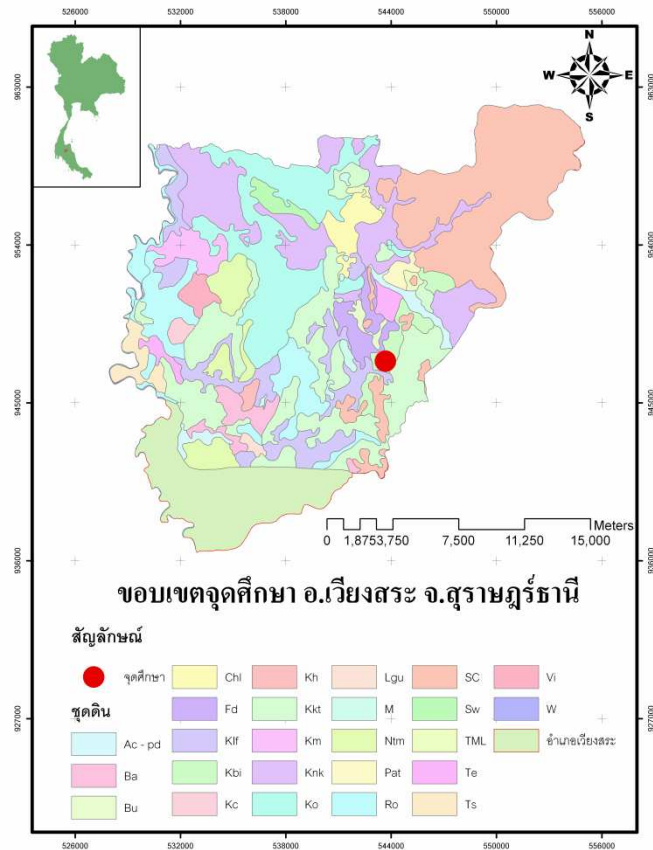 526000 532000 538000 544000 550000 556000
N
W E
S
963000 963000
954000 954000
945000 945000
936000 936000
927000 927000
Meters
0 1,875 3,750 7,500 11,250 15,000
ขอบเขตจุดศึกษา อ.เวียงสระ จ.สุราษฎร์ธานี
สัญลักษณ์
จุดศึกษา Chl Kh Lgu SC Vi
ชุดดิน Fd Kkt M Sw W
Ac - pd Klf Km Ntm TML อำเภอเวียงสระ
Ba Kbi Knk Pat Te
Bu Kc Ko Ro Ts
526000 532000 538000 544000 550000 556000